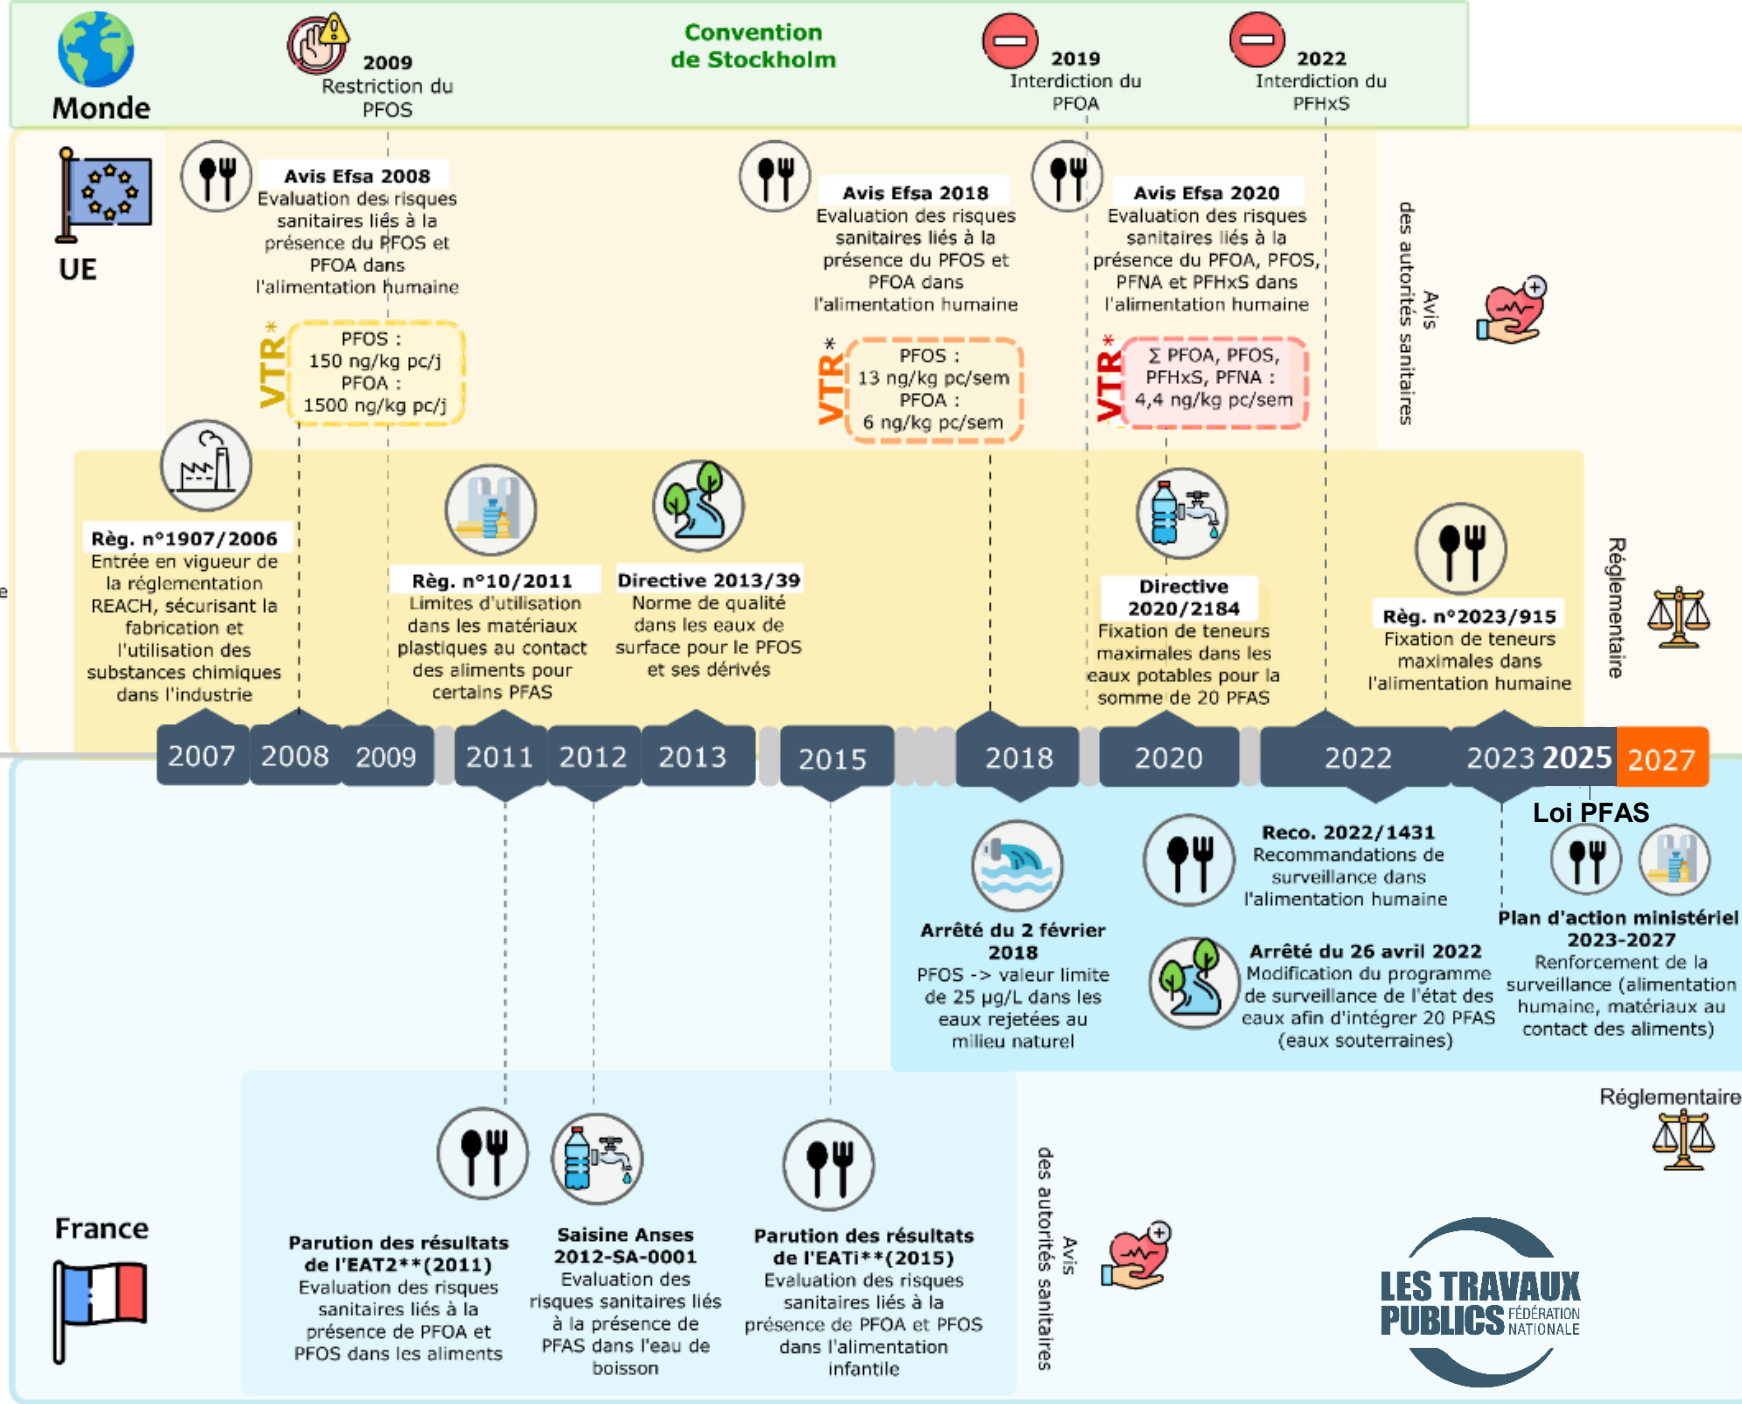 Monde
2009
Restriction du
PFOS
Convention
de Stockholm
2019
Interdiction du
PFOA
2022
Interdiction du
PFHxS
UE
Avis Efsa 2008
Evaluation des risques
sanitaires liés à la
présence du PFOS et
PFOA dans
l'alimentation humaine
VTR*
PFOS :
150 ng/kg pc/j
PFOA :
1500 ng/kg pc/j
Avis Efsa 2018
Evaluation des risques
sanitaires liés à la
présence du PFOS et
PFOA dans
l'alimentation humaine
VTR*
PFOS :
13 ng/kg pc/sem
PFOA :
6 ng/kg pc/sem
Avis Efsa 2020
Evaluation des risques
sanitaires liés à la
présence du PFOA, PFOS,
PFNA et PFHxS dans
l'alimentation humaine
VTR*
Σ PFOA, PFOS,
PFHxS, PFNA :
4,4 ng/kg pc/sem
Avis
des autorités sanitaires
e
Règ. n°1907/2006
Entrée en vigueur de
la réglementation
REACH, sécurisant la
fabrication et
l'utilisation des
substances chimiques
dans l'industrie
Règ. n°10/2011
Limites d'utilisation
dans les matériaux
plastiques au contact
des aliments pour
certains PFAS
Directive 2013/39
Norme de qualité
dans les eaux de
surface pour le PFOS
et ses dérivés
Directive
2020/2184
Fixation de teneurs
maximales dans les
eaux potables pour la
somme de 20 PFAS
Règ. n°2023/915
Fixation de teneurs
maximales dans
l'alimentation humaine
Réglementaire
2007 2008 2009 2011 2012 2013 2015 2018 2020 2022 2023 2025 2027
Loi PFAS
Arrêté du 2 février
2018
PFOS -> valeur limite
de 25 µg/L dans les
eaux rejetées au
milieu naturel
Reco. 2022/1431
Recommandations de
surveillance dans
l'alimentation humaine
Arrêté du 26 avril 2022
Modification du programme
de surveillance de l'état des
eaux afin d'intégrer 20 PFAS
(eaux souterraines)
Plan d'action ministériel
2023-2027
Renforcement de la
surveillance (alimentation
humaine, matériaux au
contact des aliments)
Réglementaire
France
Parution des résultats
de l'EAT2**(2011)
Evaluation des risques
sanitaires liés à la
présence de PFOA et
PFOS dans les aliments
Saisine Anses
2012-SA-0001
Evaluation des
risques sanitaires liés
à la présence de
PFAS dans l'eau de
boisson
Parution des résultats
de l'EATi**(2015)
Evaluation des risques
sanitaires liés à la
présence de PFOA et PFOS
dans l'alimentation
infantile
Avis
des autorités sanitaires
LES TRAVAUX
PUBLICS FÉDÉRATION
NATIONALE